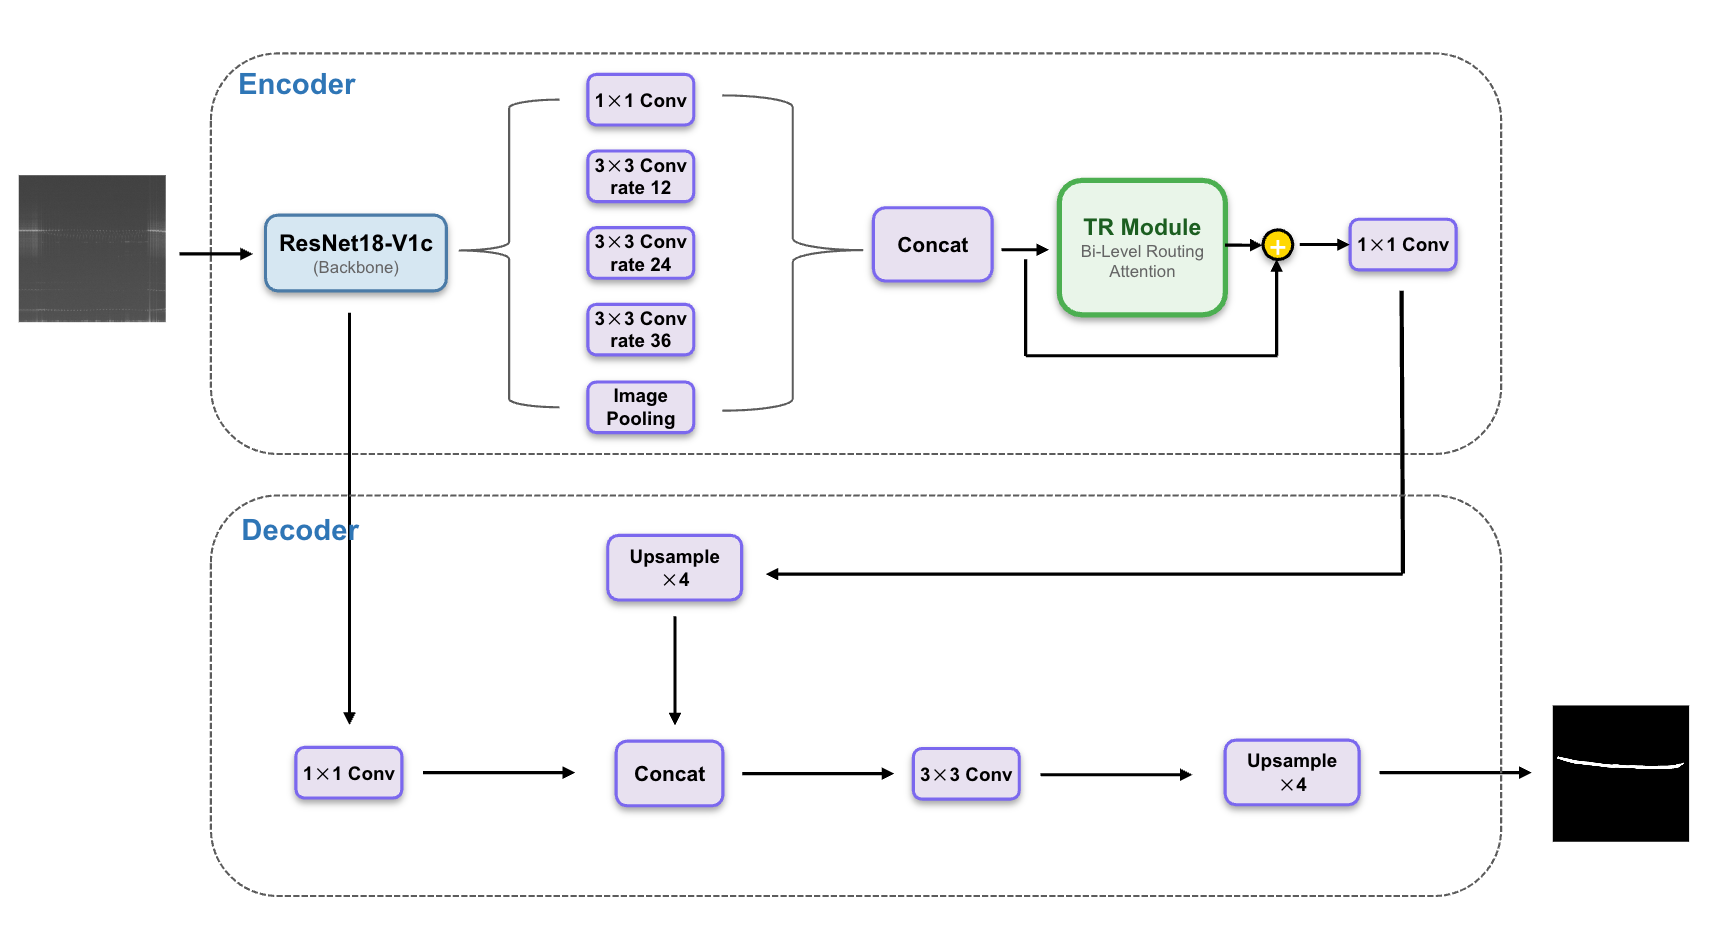 Encoder
1×1 Conv
3×3 Conv
rate 12
3×3 Conv
rate 24
3×3 Conv
rate 36
Image
Pooling
ResNet18-V1c
(Backbone)
Concat
TR Module
Bi-Level Routing
Attention
+
1×1 Conv
Decoder
Upsample
×4
1×1 Conv
Concat
3×3 Conv
Upsample
×4